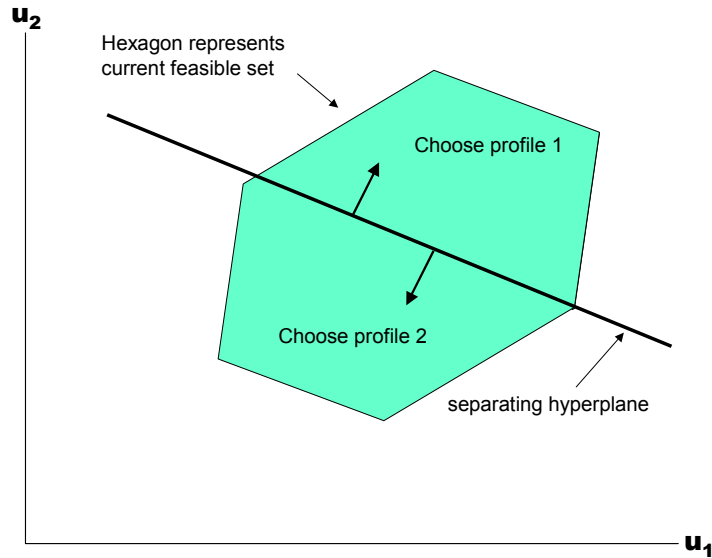 u2
Hexagon represents
current feasible set
Choose profile 1
Choose profile 2
separating hyperplane
u1